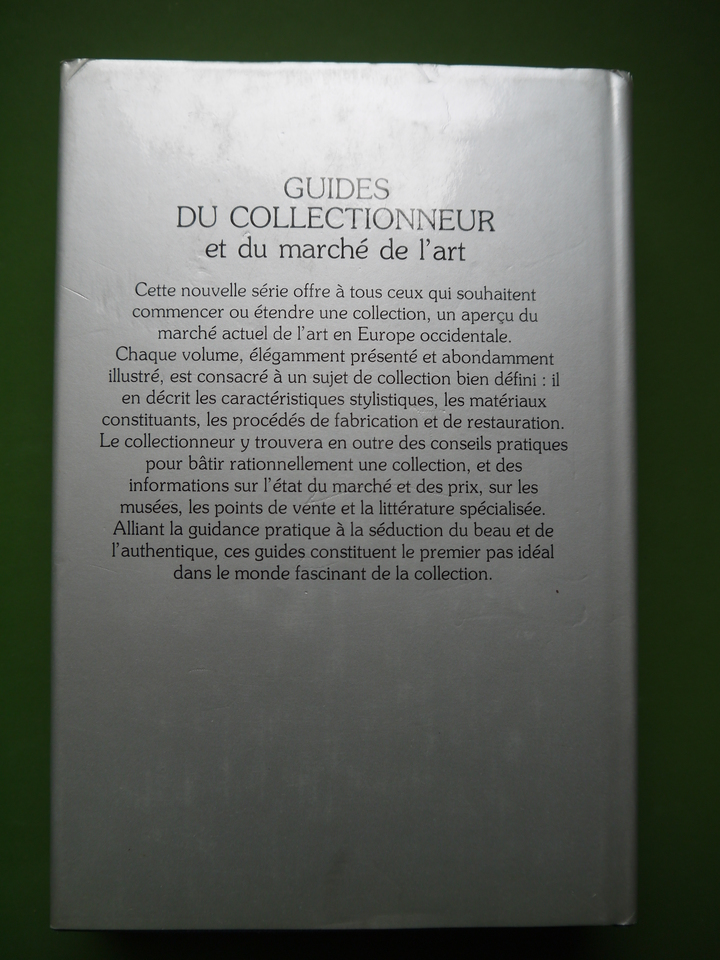 GUIDES
DU COLLECTIONNEUR
et du marché de l'art
Cette nouvelle série offre à tous ceux qui souhaitent
commencer ou étendre une collection, un aperçu du
marché actuel de l'art en Europe occidentale.
Chaque volume, élégamment présenté et abondamment
illustré, est consacré à un sujet de collection bien défini : il
en décrit les caractéristiques stylistiques, les matériaux
constituants, les procédés de fabrication et de restauration.
Le collectionneur y trouvera en outre des conseils pratiques
pour bâtir rationnellement une collection, et des
informations sur l'état du marché et des prix, sur les
musées, les points de vente et la littérature spécialisée.
Alliant la guidance pratique à la séduction du beau et de
l'authentique, ces guides constituent le premier pas idéal
dans le monde fascinant de la collection.